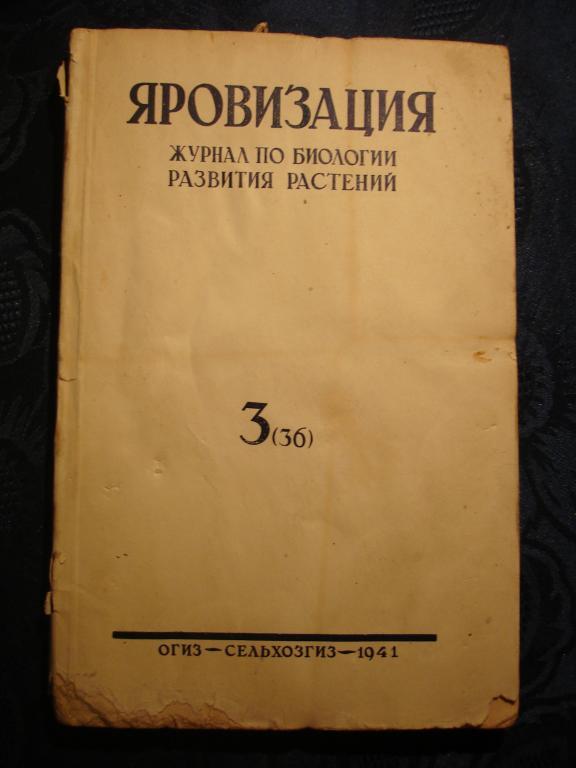 ЯРОВИЗАЦИЯ
ЖУРНАЛ ПО БИОЛОГИИ
РАЗВИТИЯ РАСТЕНИЙ
3(36)
ОГИЗ—СЕЛЬХОЗГИЗ—1941